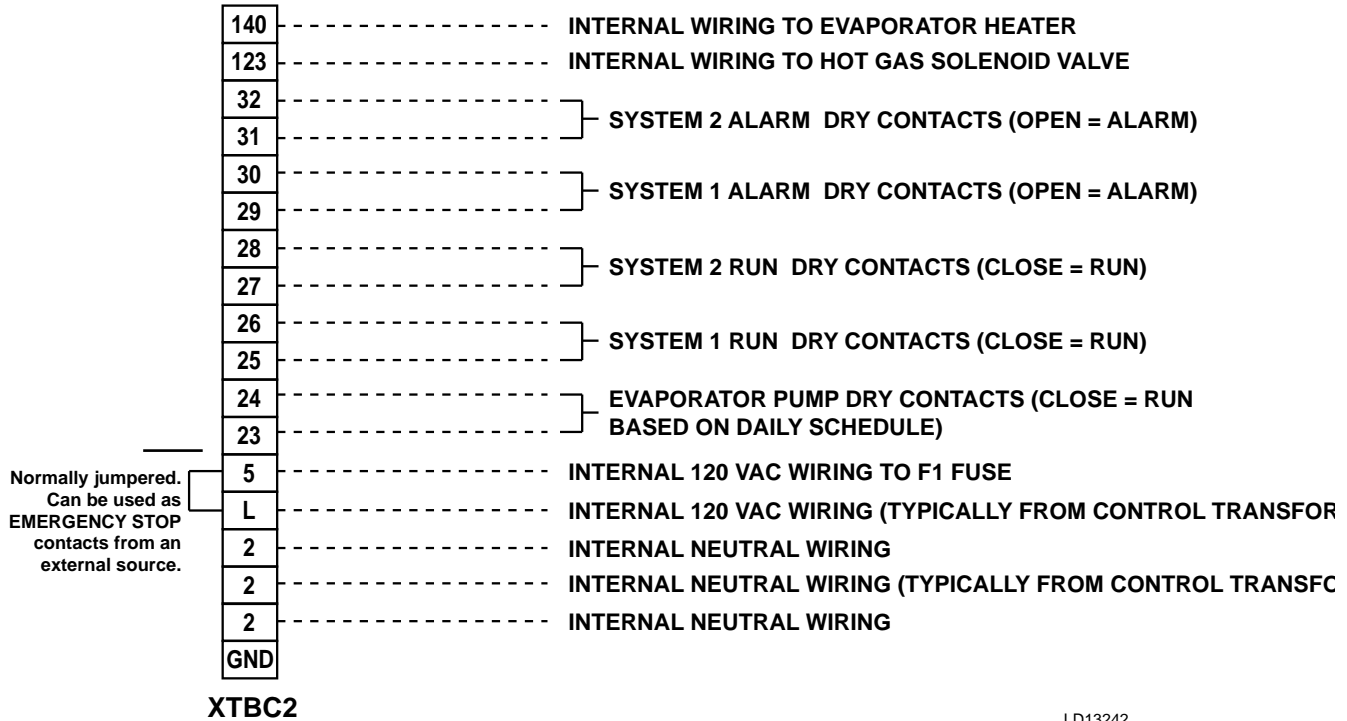 140 INTERNAL WIRING TO EVAPORATOR HEATER
123 INTERNAL WIRING TO HOT GAS SOLENOID VALVE
32
SYSTEM 2 ALARM DRY CONTACTS (OPEN = ALARM)
31
30
SYSTEM 1 ALARM DRY CONTACTS (OPEN = ALARM)
29
28
SYSTEM 2 RUN DRY CONTACTS (CLOSE = RUN)
27
26
SYSTEM 1 RUN DRY CONTACTS (CLOSE = RUN)
25
24 EVAPORATOR PUMP DRY CONTACTS (CLOSE = RUN
23 BASED ON DAILY SCHEDULE)
5 INTERNAL 120 VAC WIRING TO F1 FUSE
Normally jumpered.
Can be used as
EMERGENCY STOP
contacts from an
external source.
L INTERNAL 120 VAC WIRING (TYPICALLY FROM CONTROL TRANSFOR
2 INTERNAL NEUTRAL WIRING
2 INTERNAL NEUTRAL WIRING (TYPICALLY FROM CONTROL TRANSFO
2 INTERNAL NEUTRAL WIRING
GND
XTBC2
LD13242